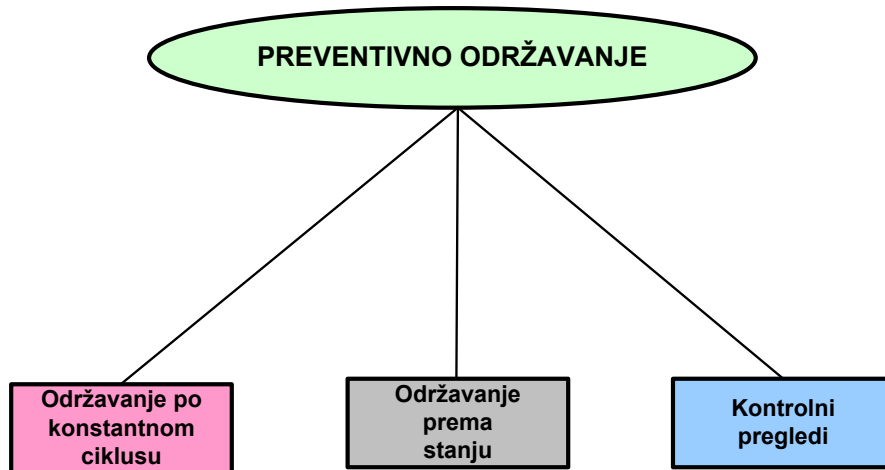 PREVENTIVNO ODRŽAVANJE
Održavanje po
konstantnom
ciklusu
Održavanje
prema
stanju
Kontrolni
pregledi